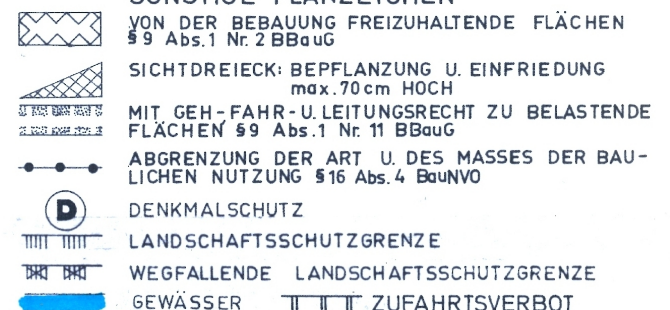 SONSTIGE PLANZEICHEN
VON DER BEBAUUNG FREIZUHALTENDE FLÄCHEN
§ 9 Abs.1 Nr. 2 BBauG
SICHTDREIECK: BEPFLANZUNG U. EINFRIEDUNG
max. 70cm HOCH
MIT GEH-FAHR-U. LEITUNGSRECHT ZU BELASTENDE
FLÄCHEN §9 Abs.1 Nr. 11 BBauG
ABGRENZUNG DER ART U. DES MASSES DER BAU-
LICHEN NUTZUNG §16 Abs. 4 BauNVO
D DENKMALSCHUTZ
LANDSCHAFTSSCHUTZGRENZE
WEGFALLENDE LANDSCHAFTSSCHUTZGRENZE
GEWÄSSER ZUFAHRTSVERBOT